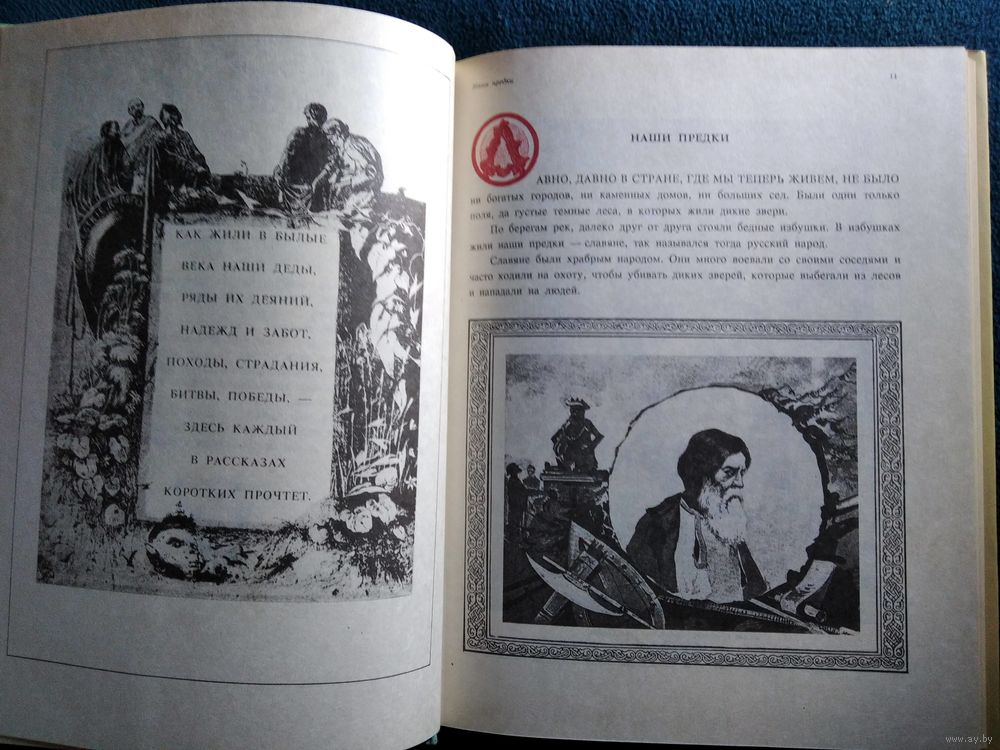 КАК ЖИЛИ В БЫЛЫЕ
ВЕКА НАШИ ДЕДЫ,
РЯДЫ ИХ ДЕЯНИЙ,
НАДЕЖД И ЗАБОТ,
ПОХОДЫ, СТРАДАНИЯ,
БИТВЫ, ПОБЕДЫ, —
ЗДЕСЬ КАЖДЫЙ
В РАССКАЗАХ
КОРОТКИХ ПРОЧТЕТ.
Наши предки
11
НАШИ ПРЕДКИ
ДАВНО, ДАВНО В СТРАНЕ, ГДЕ МЫ ТЕПЕРЬ ЖИВЕМ, НЕ БЫЛО
ни богатых городов, ни каменных домов, ни больших сел. Были одни только
поля, да густые темные леса, в которых жили дикие звери.
По берегам рек, далеко друг от друга стояли бедные избушки. В избушках
жили наши предки — славяне, так назывался тогда русский народ.
Славяне были храбрым народом. Они много воевали со своими соседями и
часто ходили на охоту, чтобы убивать диких зверей, которые выбегали из лесов
и нападали на людей.
www.ay.by